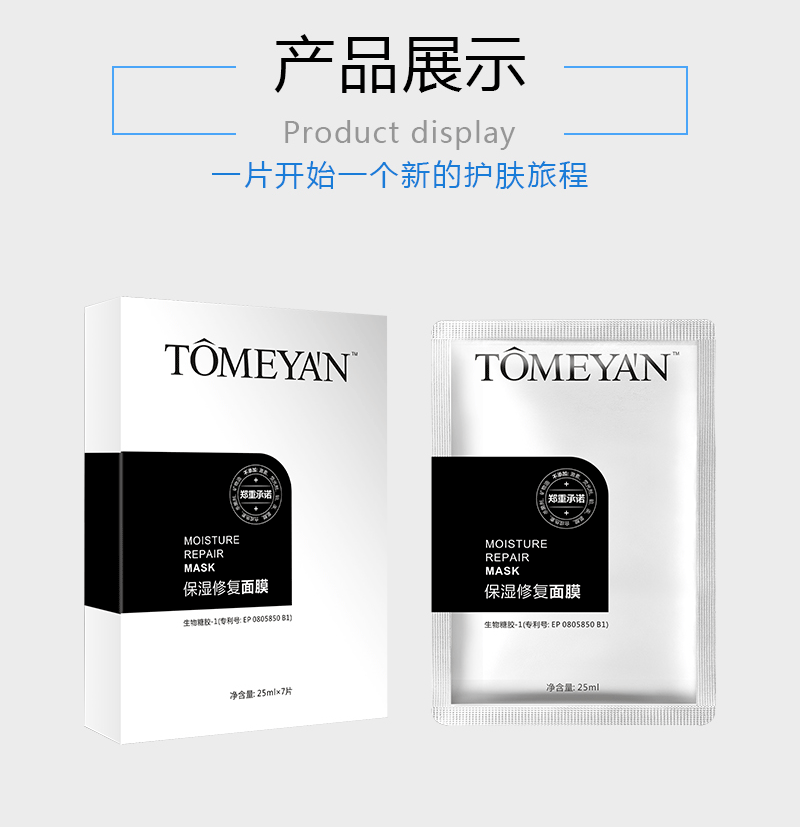 产品展示
Product display
一片开始一个新的护肤旅程
TÔMEYA'N™
郑重承诺
MOISTURE
REPAIR
MASK
保湿修复面膜
生物糖胶-1(专利号: EP 0805850 B1)
净含量: 25ml×7片
TÔMEYA'N™
郑重承诺
MOISTURE
REPAIR
MASK
保湿修复面膜
生物糖胶-1(专利号: EP 0805850 B1)
净含量: 25ml